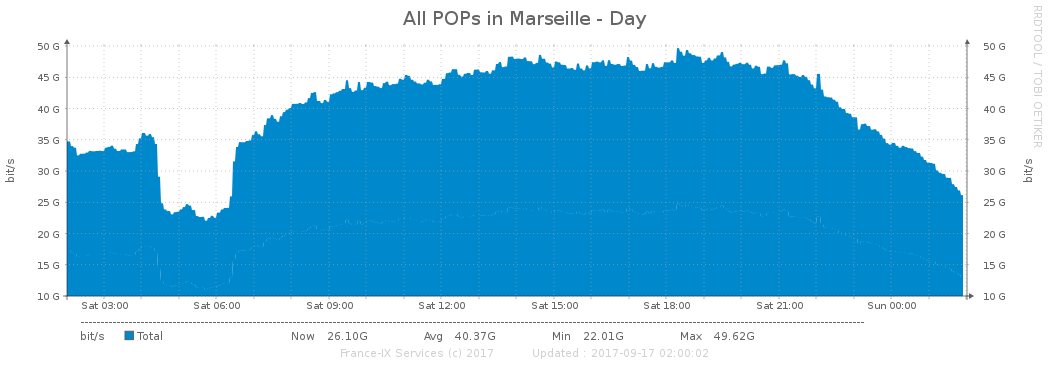 All POPs in Marseille - Day
RRDTOOL / TOBI OETIKER
50 G 50 G
45 G 45 G
40 G 40 G
35 G 35 G
30 G 30 G
25 G 25 G
20 G 20 G
15 G 15 G
10 G 10 G
bit/s bit/s
Sat 03:00 Sat 06:00 Sat 09:00 Sat 12:00 Sat 15:00 Sat 18:00 Sat 21:00 Sun 00:00
bit/s Total Now 26.10G Avg 40.37G Min 22.01G Max 49.62G
France-IX Services (c) 2017 Updated : 2017-09-17 02:00:02